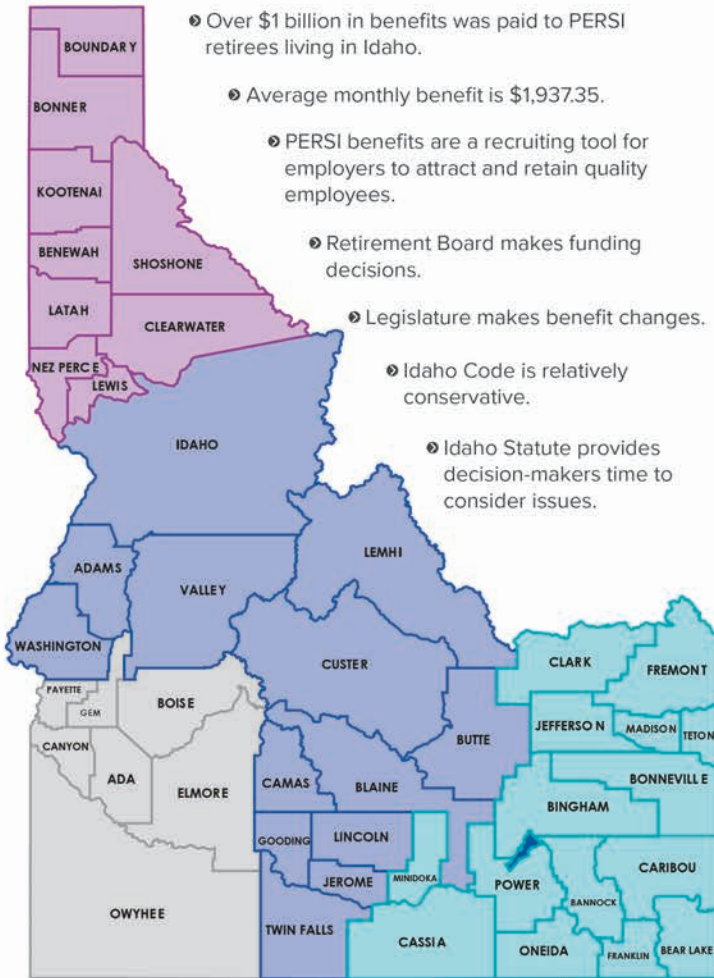 Over $1 billion in benefits was paid to PERSI
retirees living in Idaho.
Average monthly benefit is $1,937.35.
PERSI benefits are a recruiting tool for
employers to attract and retain quality
employees.
Retirement Board makes funding
decisions.
Legislature makes benefit changes.
Idaho Code is relatively
conservative.
Idaho Statute provides
decision-makers time to
consider issues.
BOUNDARY
BONNER
KOOTENAI
BENEWAH
SHOSHONE
LATAH
CLEARWATER
NEZ PERCE
LEWIS
IDAHO
LEMHI
ADAMS
VALLEY
WASHINGTON
CUSTER
CLARK
FREMONT
PAYETTE
GEM
BOISE
JEFFERSON
MADISON
TETON
CANYON
ADA
ELMORE
BUTTE
CAMAS
BLAINE
BONNEVILLE
BINGHAM
GOODING
LINCOLN
JEROME
MINIDOKA
POWER
BANNOCK
CARIBOU
OWYHEE
TWIN FALLS
CASSIA
ONEIDA
FRANKLIN
BEAR LAKE